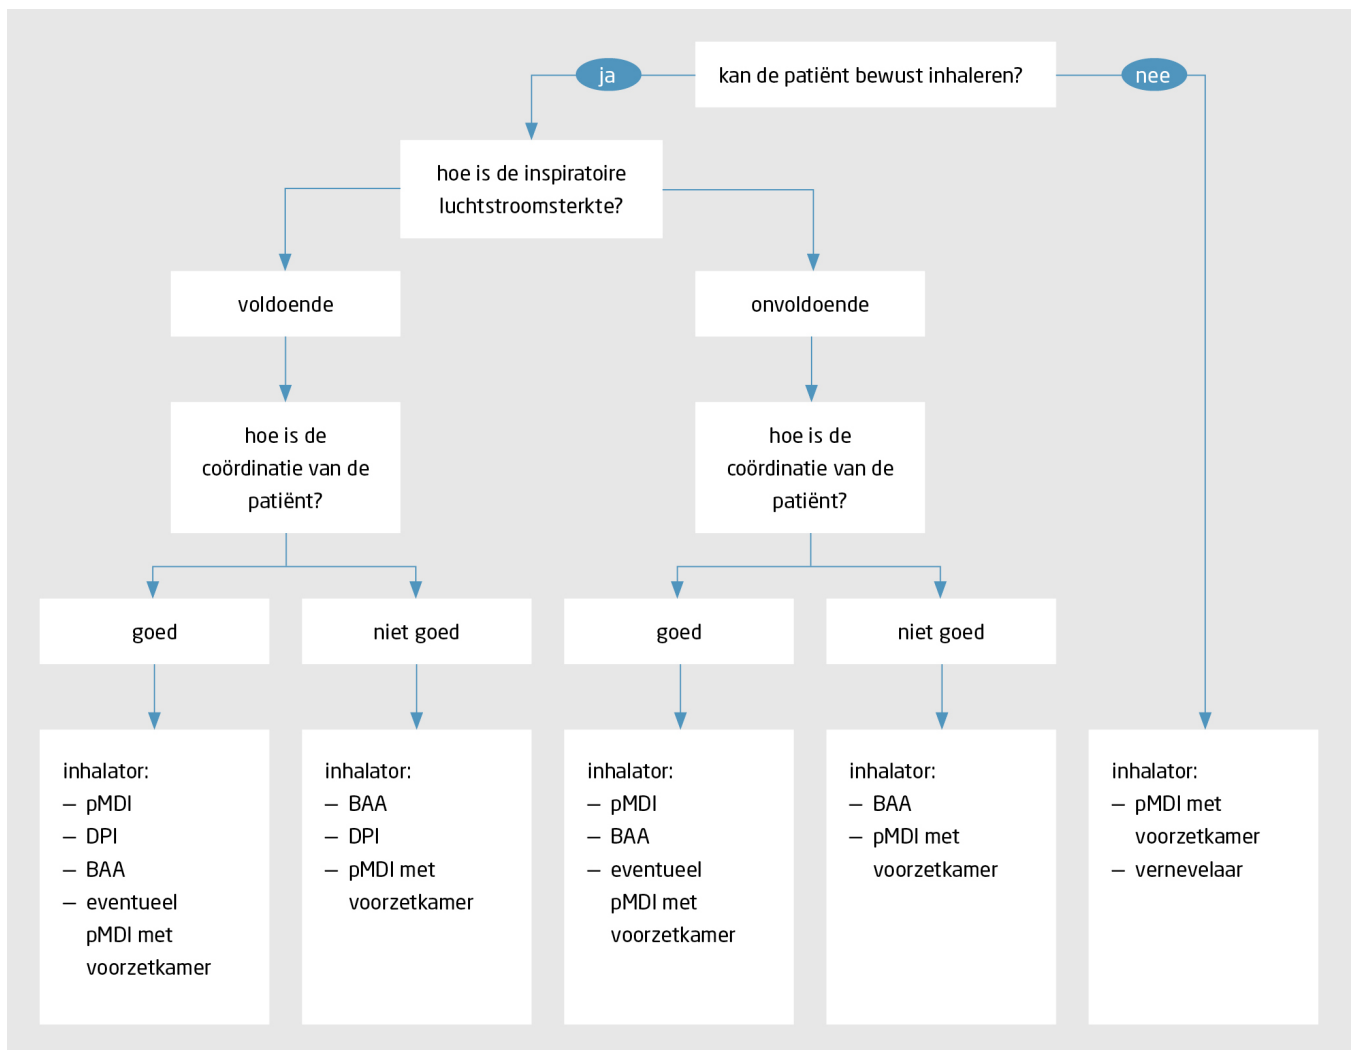 kan de patiënt bewust inhaleren?
ja
nee
hoe is de inspiratoire
luchtstroomsterkte?
voldoende
onvoldoende
hoe is de
coördinatie van de
patiënt?
hoe is de
coördinatie van de
patiënt?
goed
niet goed
goed
niet goed
inhalator:
– pMDI
– DPI
– BAA
– eventueel
pMDI met
voorzetkamer
inhalator:
– BAA
– DPI
– pMDI met
voorzetkamer
inhalator:
– pMDI
– BAA
– eventueel
pMDI met
voorzetkamer
inhalator:
– BAA
– pMDI met
voorzetkamer
inhalator:
– pMDI met
voorzetkamer
– vernevelaar